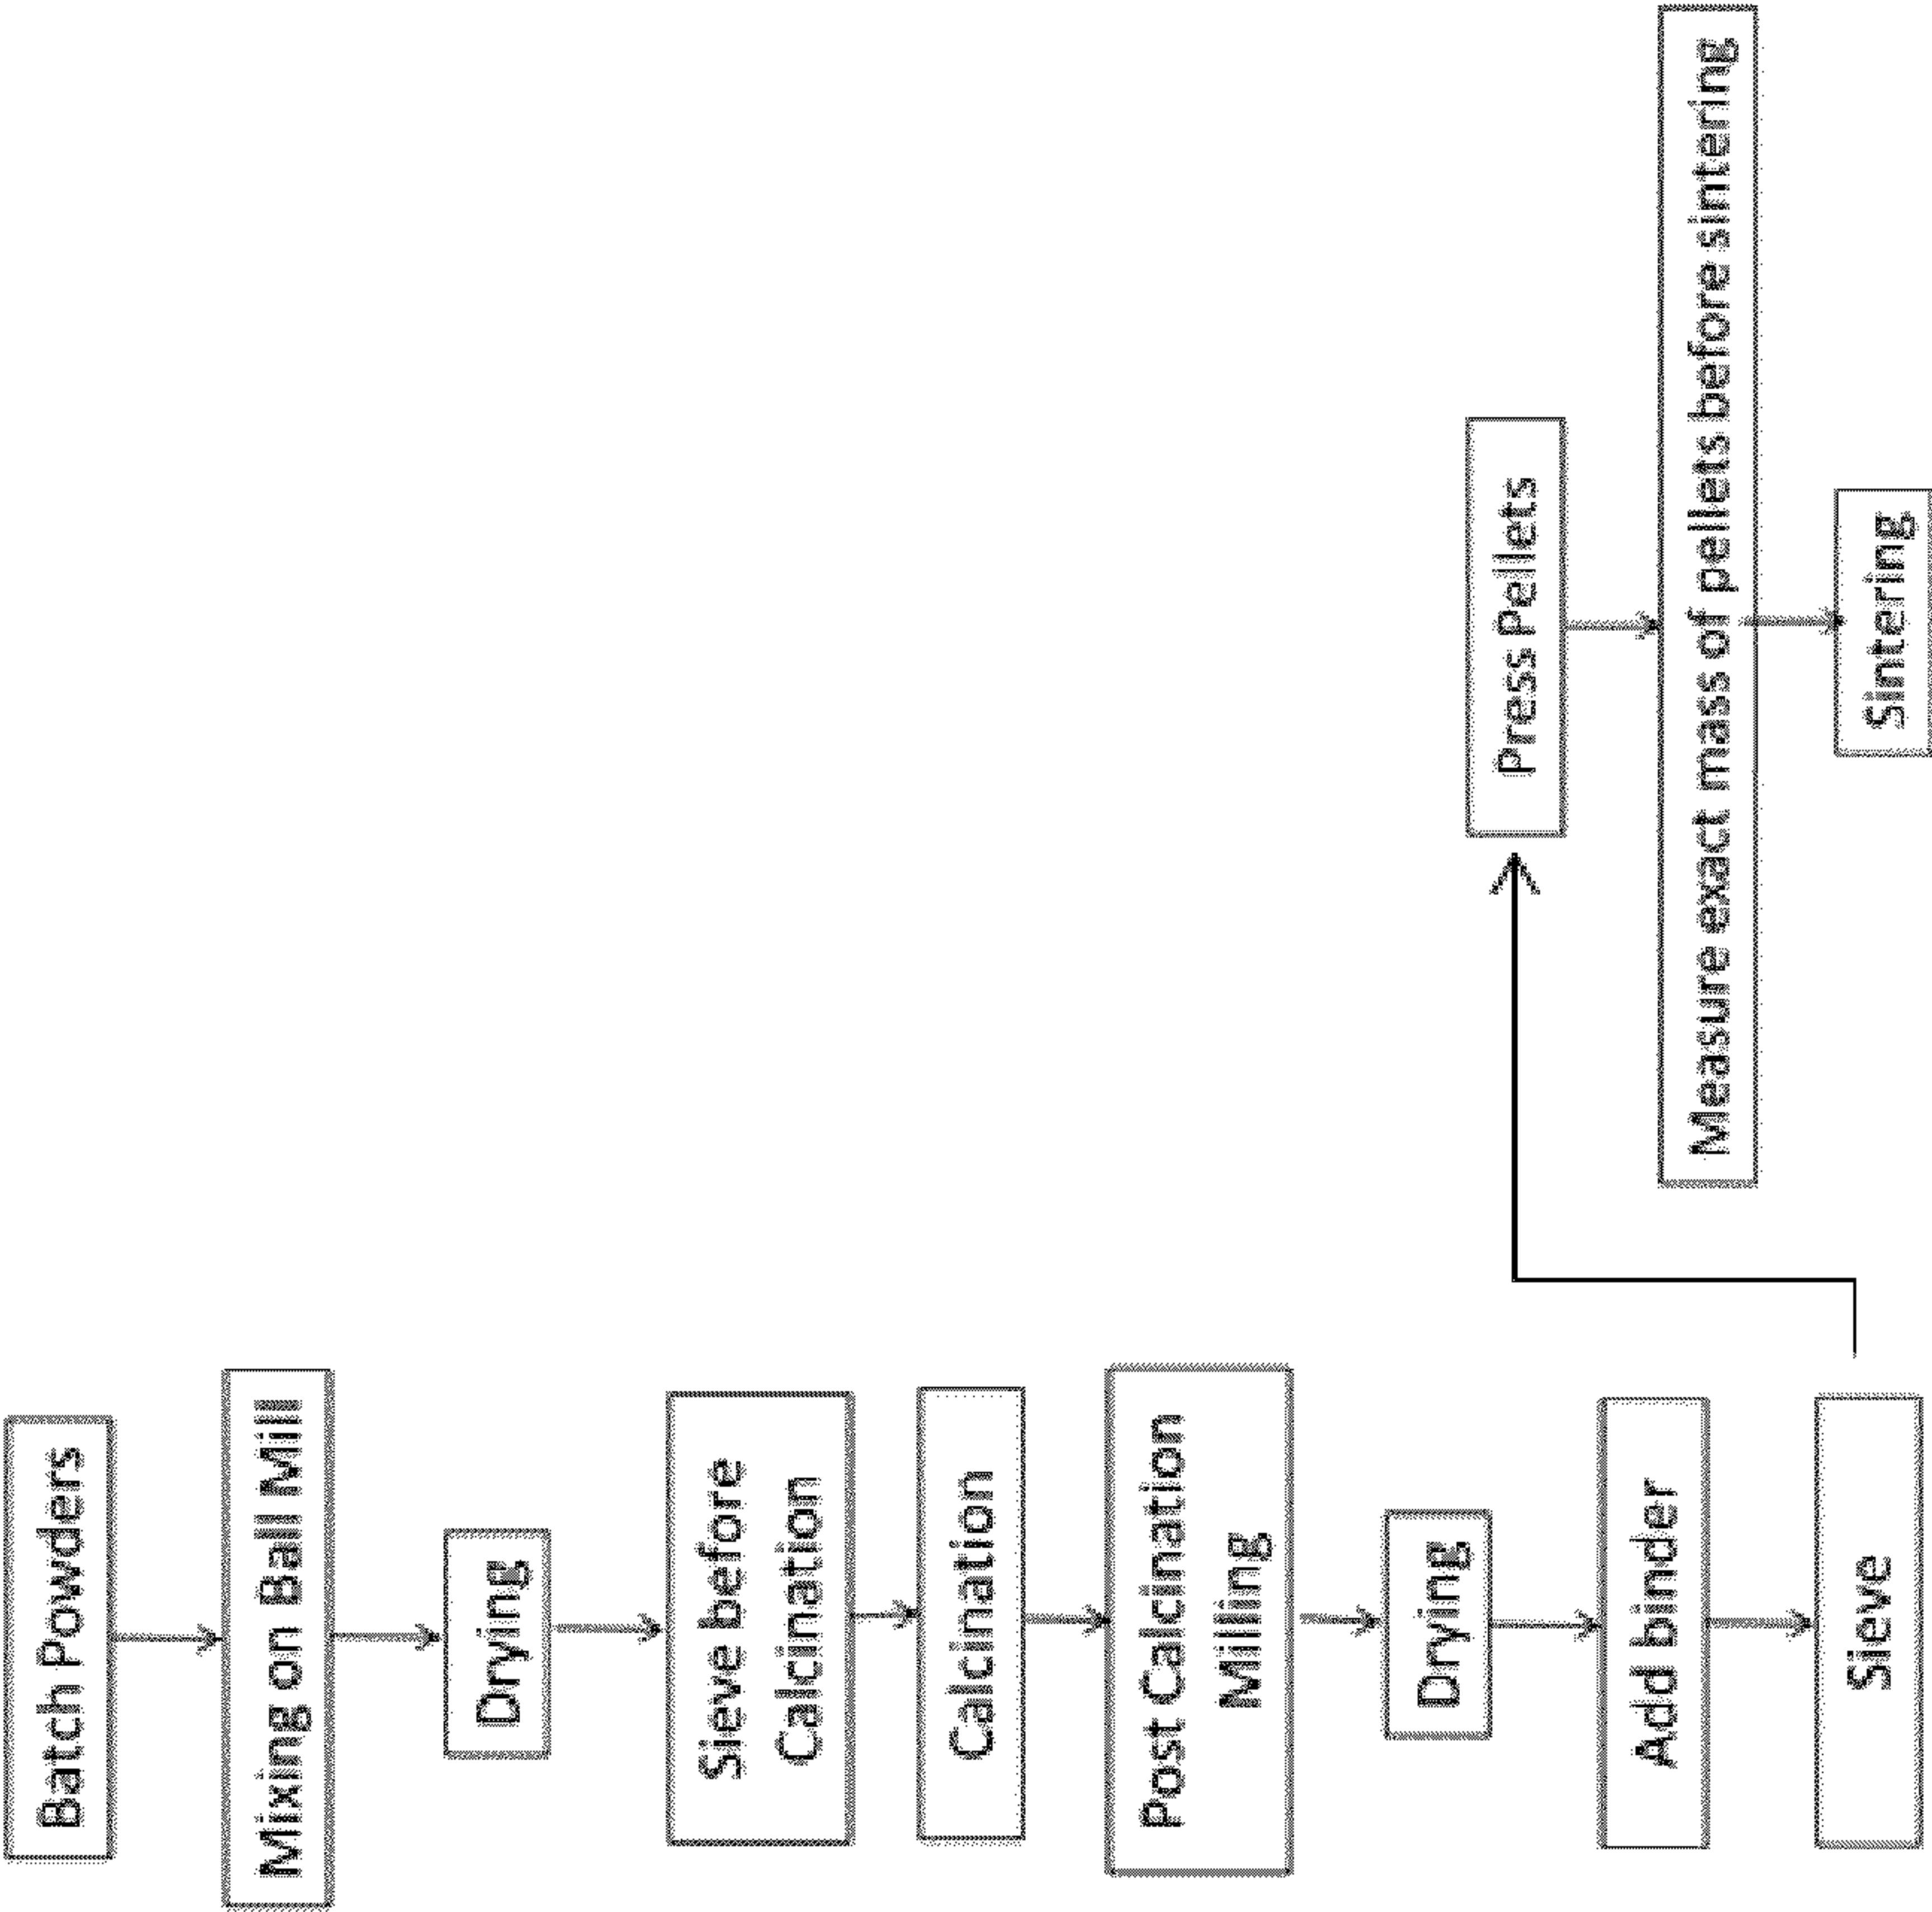 Batch Powders
Mixing on Ball Mill
Drying
Sieve before
Calcination
Calcination
Post Calcination
Milling
Drying
Add binder
Sieve
Press Pellets
Measure exact mass of pellets before sintering
Sintering